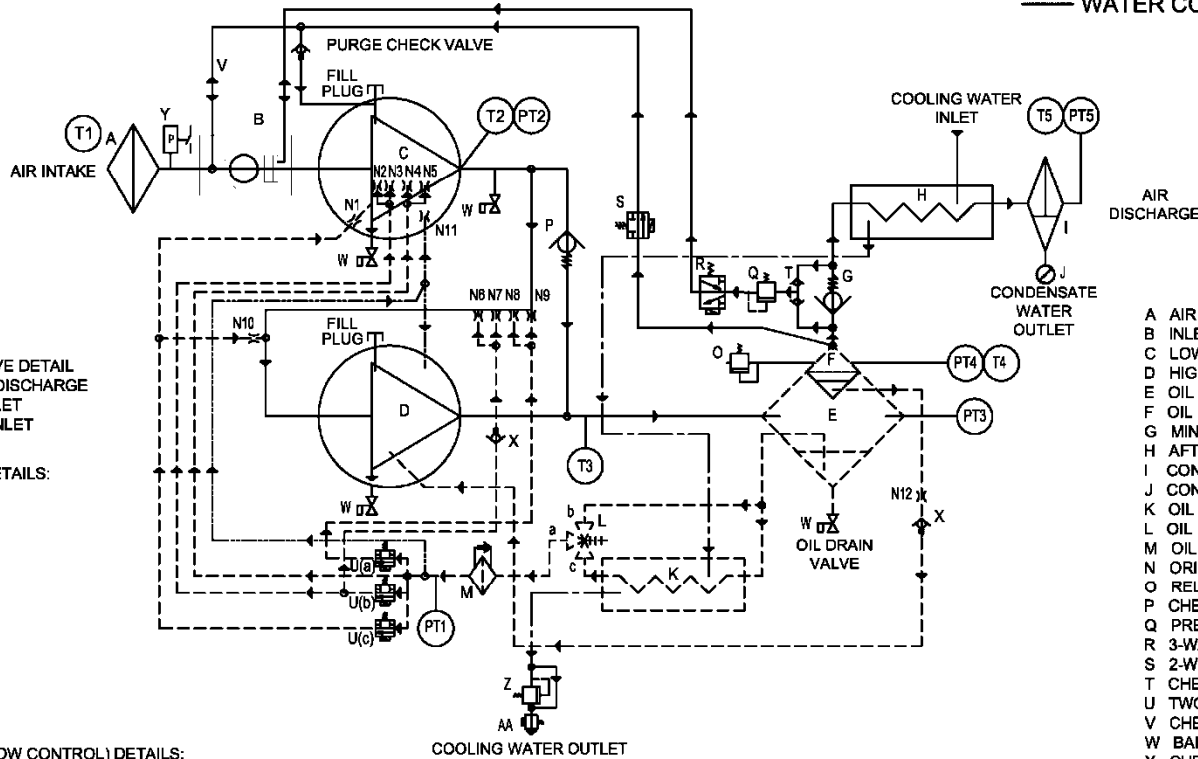 WATER CO
PURGE CHECK VALVE
FILL
PLUG
V
Y
P
B
T1
A
AIR INTAKE
T2 PT2
C
N2 N3 N4 N5
N1
N11
W
W
P
S
R
Q
T
G
COOLING WATER
INLET
H
T5 PT5
I
J
CONDENSATE
WATER
OUTLET
AIR
DISCHARGE
N6 N7 N8 N9
N10
FILL
PLUG
D
X
W
T3
O
F
E
PT4 T4
PT3
N12
X
W
OIL DRAIN
VALVE
VE DETAIL
DISCHARGE
LET
NLET
ETAILS:
a
b
L
c
K
M
U(a)
U(b)
U(c)
PT1
Z
AA
COOLING WATER OUTLET
OW CONTROL) DETAILS:
A AIR
B INLE
C LOW
D HIG
E OIL
F OIL
G MIN
H AFT
I CON
J CON
K OIL
L OIL
M OIL
N ORI
O REL
P CHE
Q PRE
R 3-WA
S 2-W
T CHE
U TWO
V CHE
W BAL